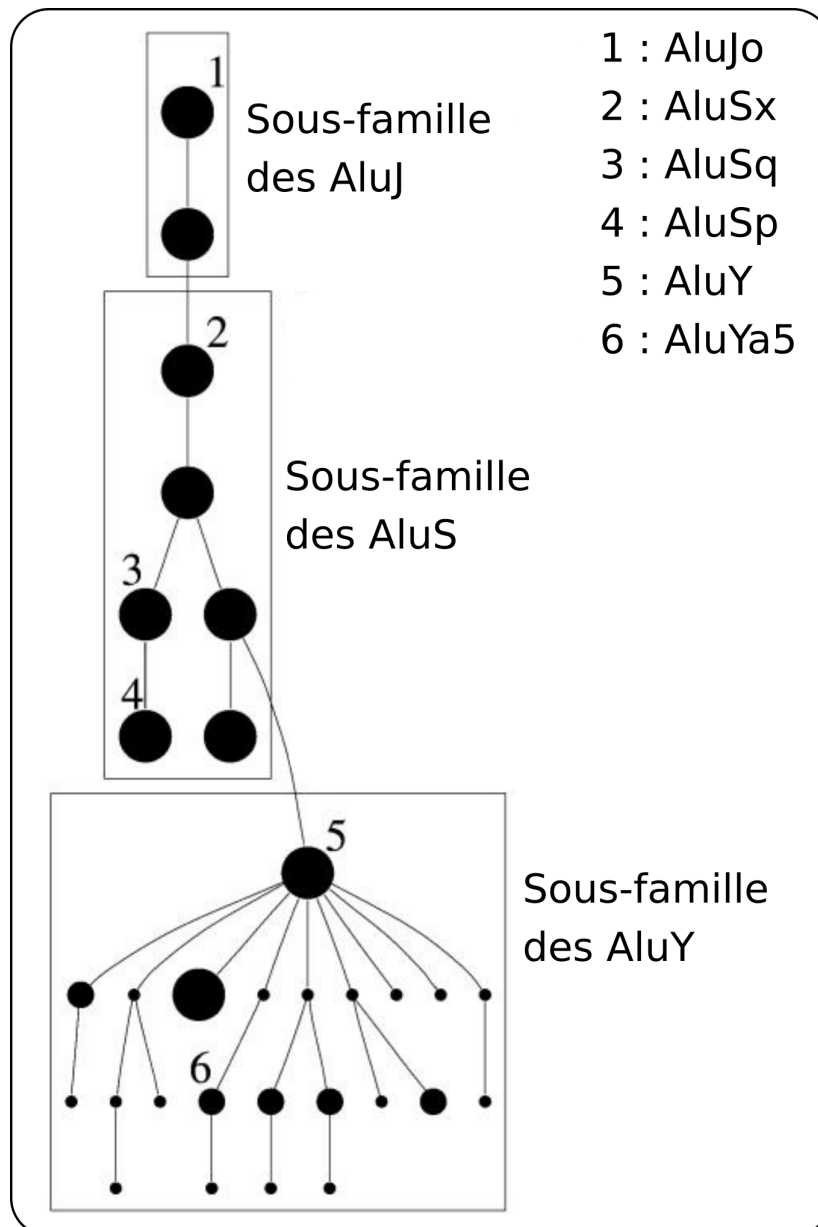 1 : AluJo
2 : AluSx
3 : AluSq
4 : AluSp
5 : AluY
6 : AluYa5
1
Sous-famille
des AluJ
2
Sous-famille
des AluS
3
4
5
Sous-famille
des AluY
6